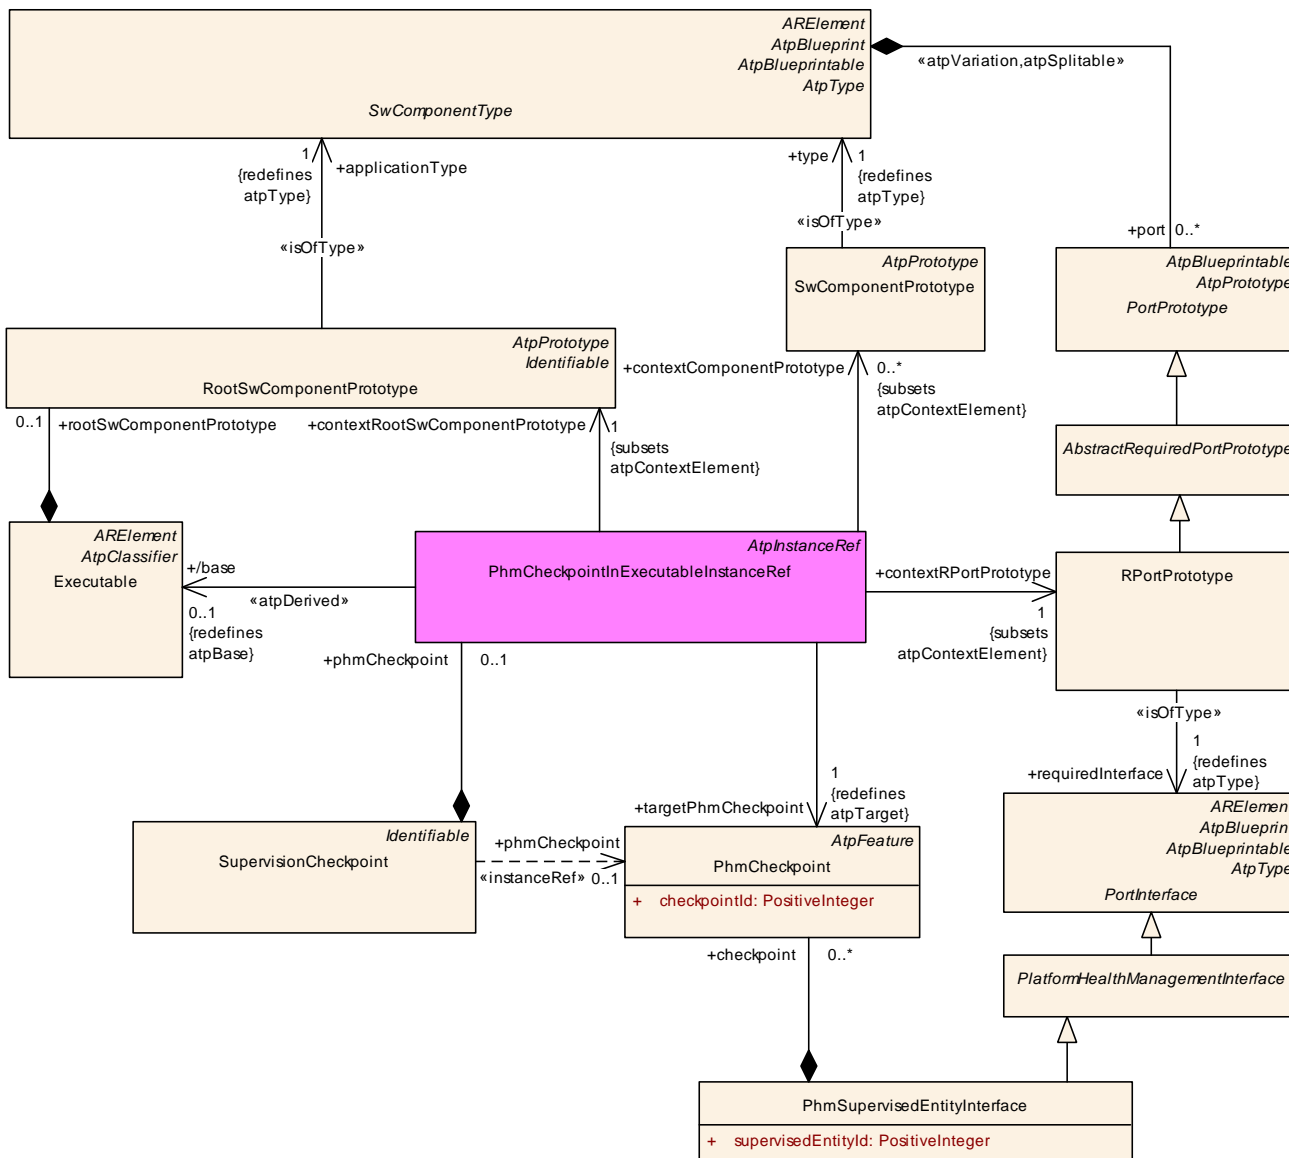 ARElement
AtpBlueprint
AtpBlueprintable
AtpType
SwComponentType
«atpVariation,atpSplitable»
1
{redefines
atpType}
+applicationType
«isOfType»
+type
1
{redefines
atpType}
«isOfType»
+port
0..*
AtpPrototype
SwComponentPrototype
AtpBlueprintable
AtpPrototype
PortPrototype
AtpPrototype
Identifiable
RootSwComponentPrototype
+contextComponentPrototype
0..*
{subsets
atpContextElement}
0..1
+rootSwComponentPrototype
+contextRootSwComponentPrototype
1
{subsets
atpContextElement}
AbstractRequiredPortPrototype
ARElement
AtpClassifier
Executable
+/base
«atpDerived»
0..1
{redefines
atpBase}
AtpInstanceRef
PhmCheckpointInExecutableInstanceRef
+contextRPortPrototype
1
{subsets
atpContextElement}
RPortPrototype
+phmCheckpoint
0..1
«isOfType»
+requiredInterface
1
{redefines
atpType}
1
{redefines
atpTarget}
+targetPhmCheckpoint
Identifiable
SupervisionCheckpoint
+phmCheckpoint
«instanceRef»
0..1
AtpFeature
PhmCheckpoint
+ checkpointId: PositiveInteger
ARElement
AtpBlueprint
AtpBlueprintable
AtpType
PortInterface
+checkpoint
0..*
PlatformHealthManagementInterface
PhmSupervisedEntityInterface
+ supervisedEntityId: PositiveInteger